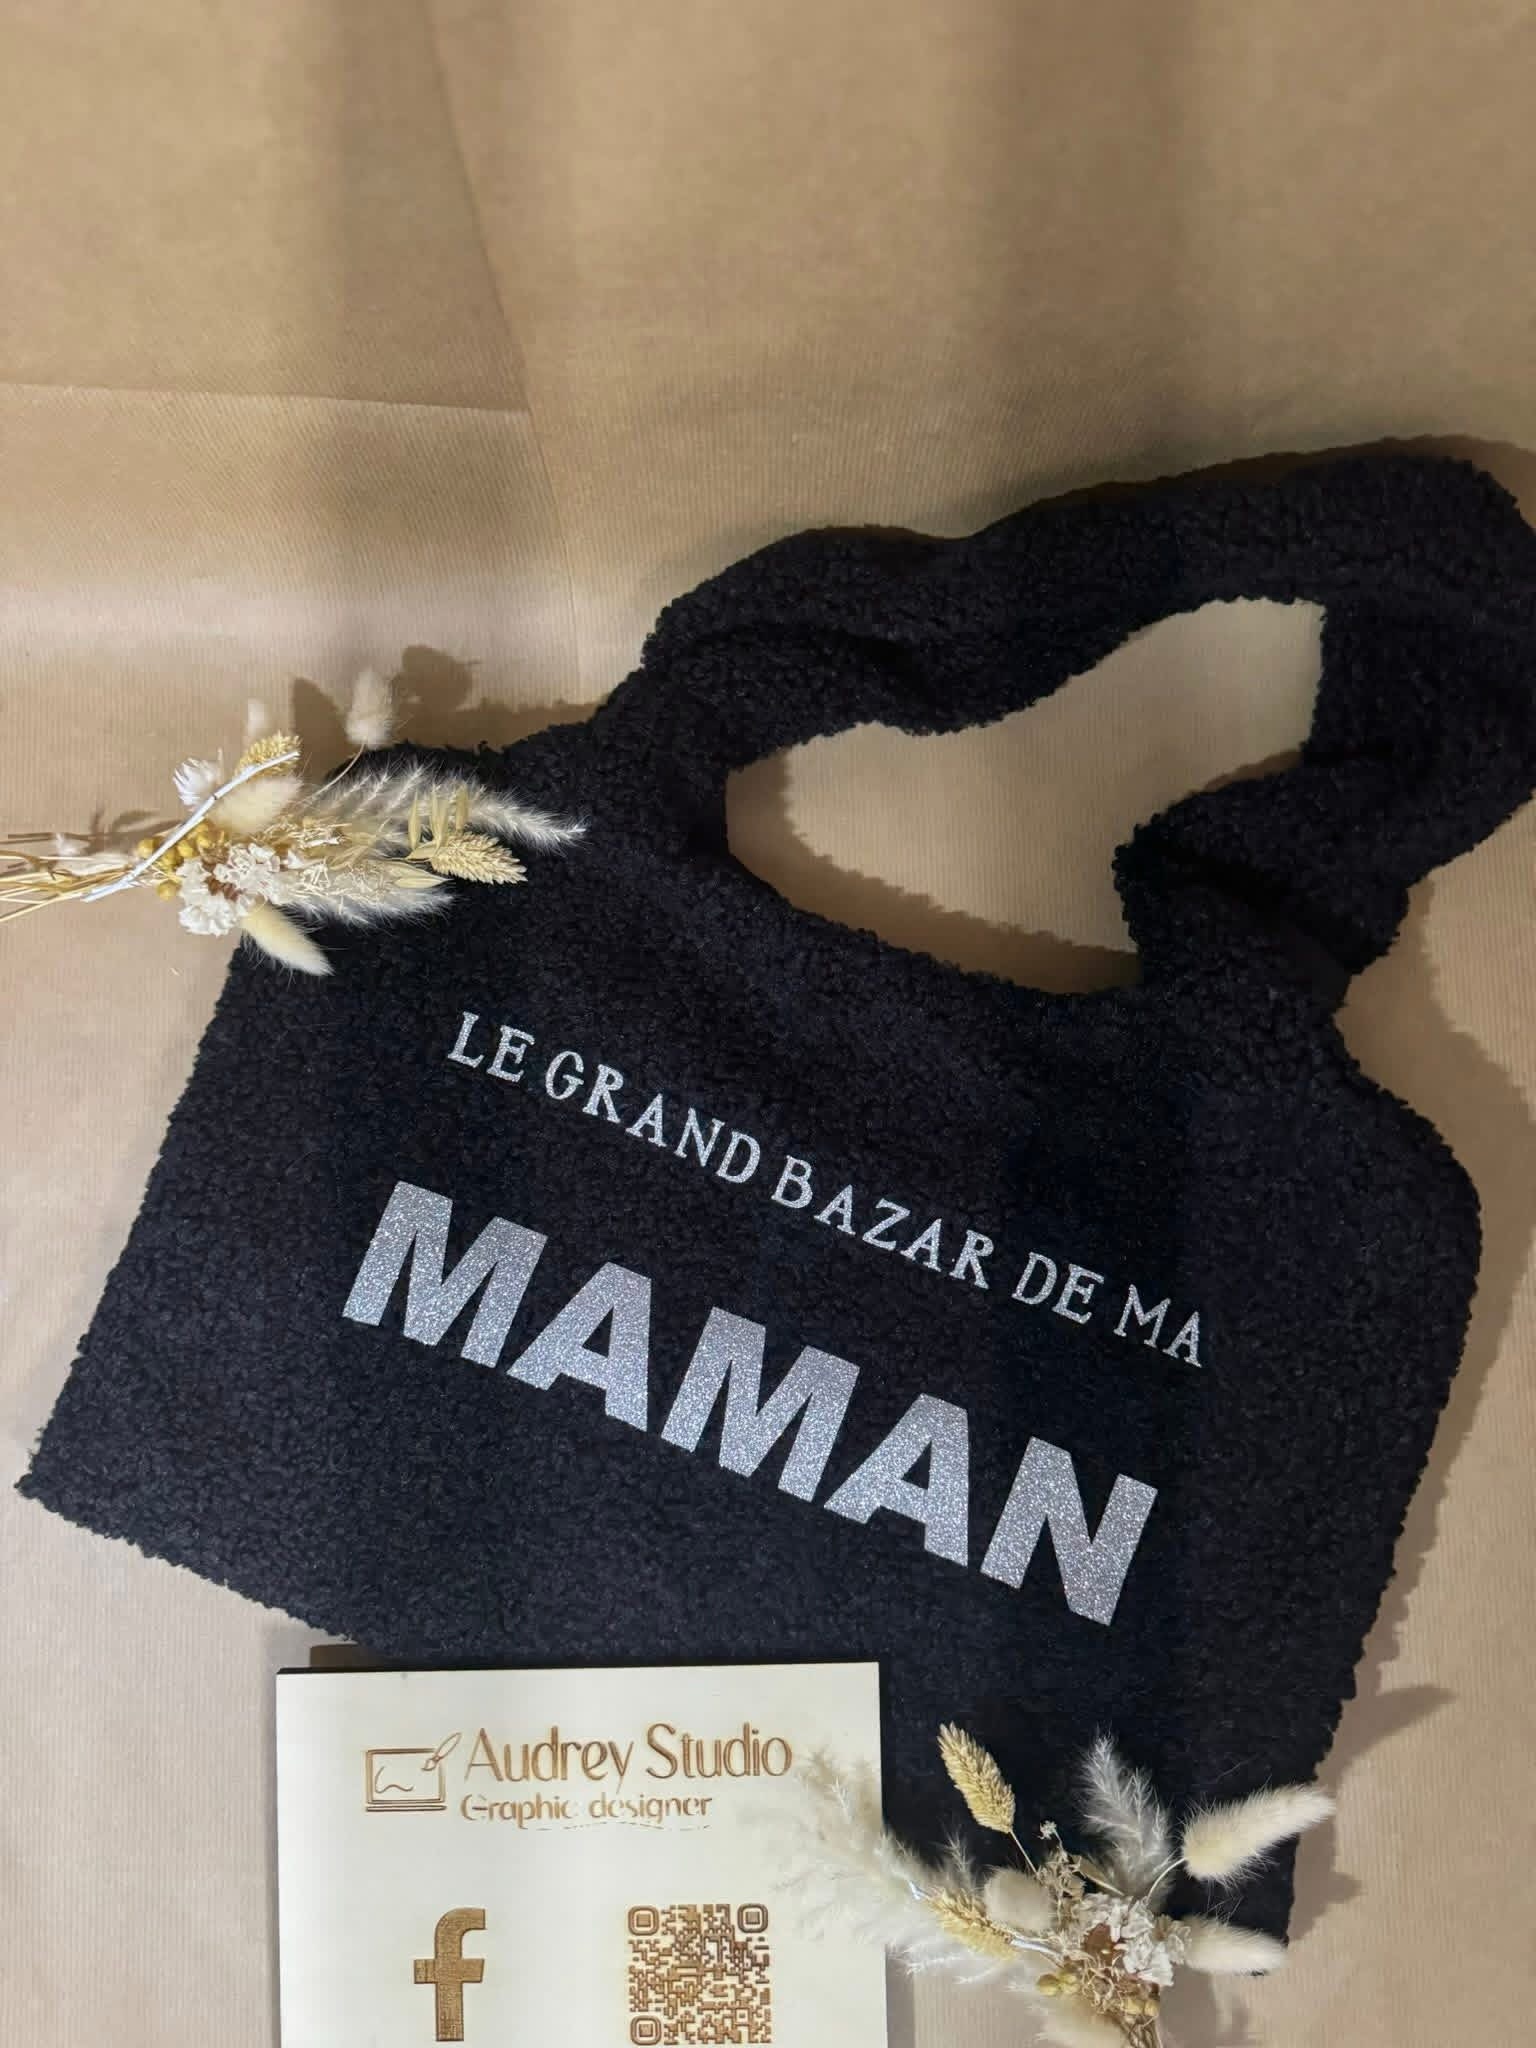 LE GRAND BAZAR DE MA
MAMAN
Audrey Studio
Graphic designer
f